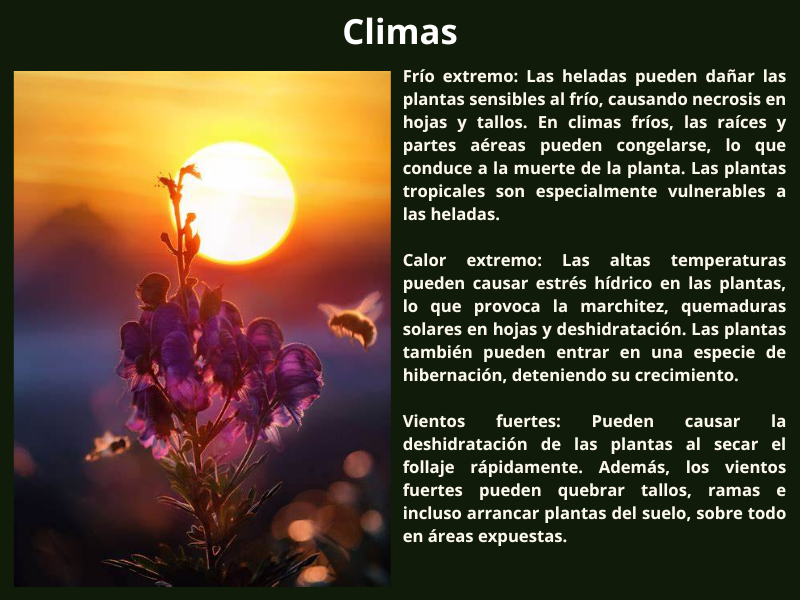 Climas
Frío extremo: Las heladas pueden dañar las
plantas sensibles al frío, causando necrosis en
hojas y tallos. En climas fríos, las raíces y
partes aéreas pueden congelarse, lo que
conduce a la muerte de la planta. Las plantas
tropicales son especialmente vulnerables a
las heladas.
Calor extremo: Las altas temperaturas
pueden causar estrés hídrico en las plantas,
lo que provoca la marchitez, quemaduras
solares en hojas y deshidratación. Las plantas
también pueden entrar en una especie de
hibernación, deteniendo su crecimiento.
Vientos fuertes: Pueden causar la
deshidratación de las plantas al secar el
follaje rápidamente. Además, los vientos
fuertes pueden quebrar tallos, ramas e
incluso arrancar plantas del suelo, sobre todo
en áreas expuestas.